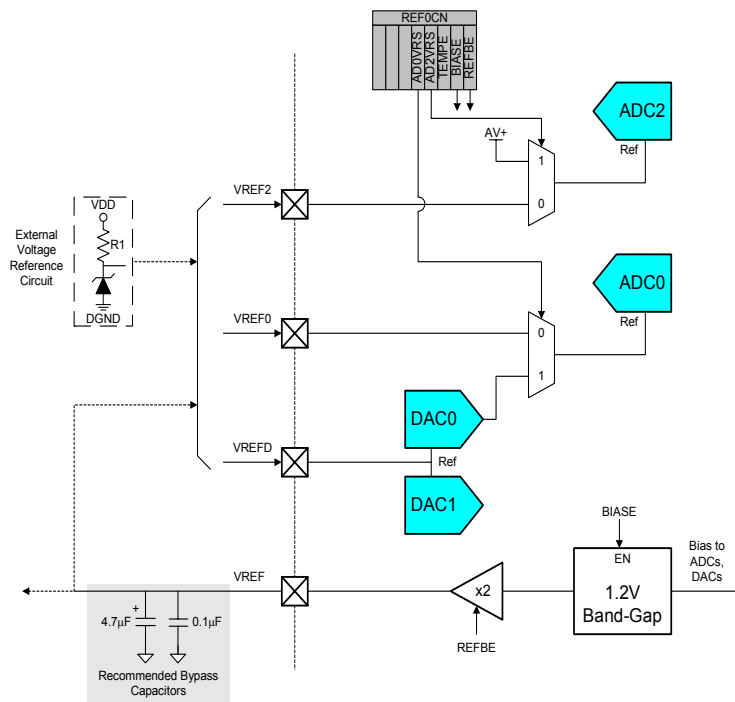 REF0CN
AD0VRS
AD2VRS
TEMPE
BIASE
REFBE
ADC2
Ref
AV+
1
0
VREF2
VDD
R1
DGND
External
Voltage
Reference
Circuit
ADC0
Ref
VREF0
0
1
DAC0
VREFD
Ref
DAC1
BIASE
EN
1.2V
Band-Gap
Bias to
ADCs,
DACs
VREF
x2
REFBE
+
4.7μF
0.1μF
Recommended Bypass
Capacitors